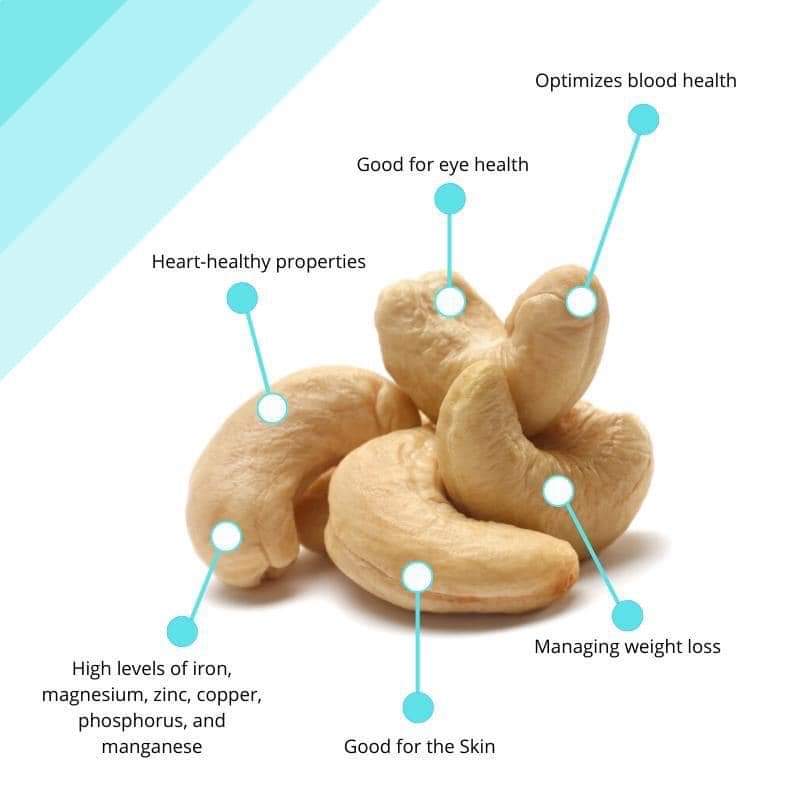 Optimizes blood health
Good for eye health
Heart-healthy properties
High levels of iron,
magnesium, zinc, copper,
phosphorus, and
manganese
Good for the Skin
Managing weight loss